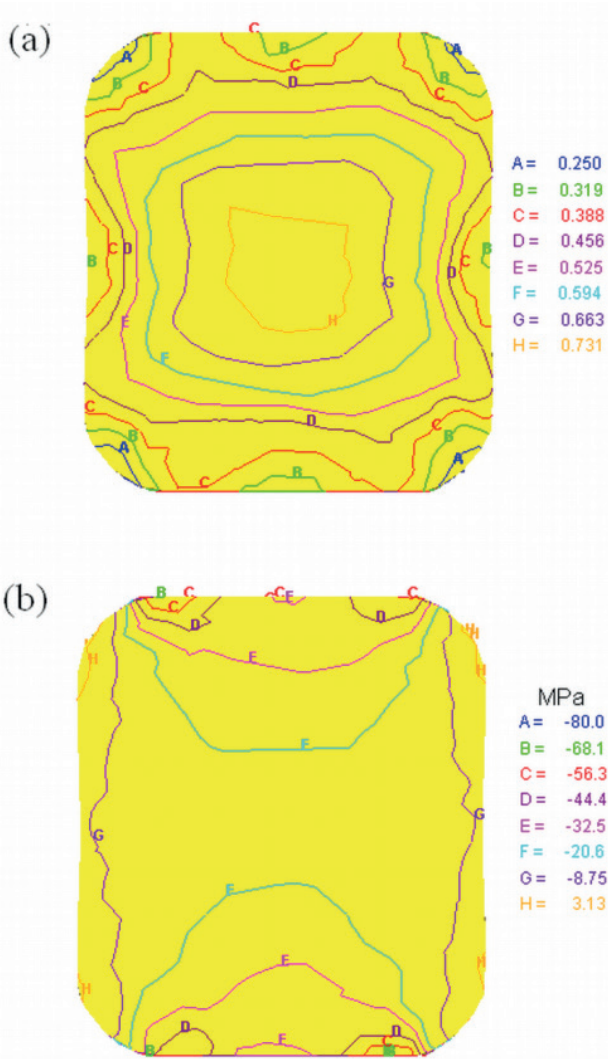 (a)
C
A B B A
C C C
D D
A = 0.250
B = 0.319
C = 0.388
D = 0.456
E = 0.525
F = 0.594
G = 0.663
H = 0.731
B C D D C B
G
E H
F
C C
B D B
A A
C B
(b)
B C C E C
D D
E
H H
H H
F
MPa
A = -80.0
B = -68.1
C = -56.3
D = -44.4
E = -32.5
F = -20.6
G = -8.75
H = 3.13
G G
F
E H
H H
D D
B E C B